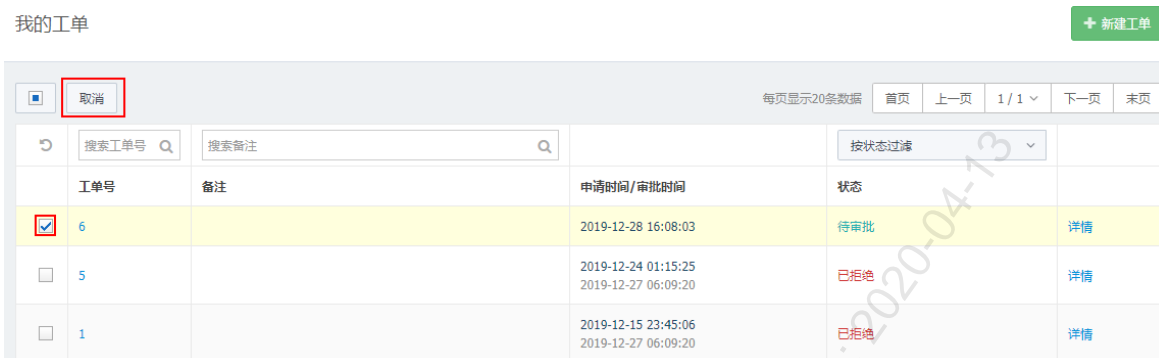 我的工单
新建工单
取消 每页显示20条数据 首页 上一页 1 / 1 下一页 末页
搜索工单号 搜索备注 按状态过滤
工单号 备注 申请时间/审批时间 状态
6 2019-12-28 16:08:03 待审批 详情
5 2019-12-24 01:15:25 已拒绝 详情
2019-12-27 06:09:20
1 2019-12-15 23:45:06 已拒绝 详情
2019-12-27 06:09:20
2020-04-13